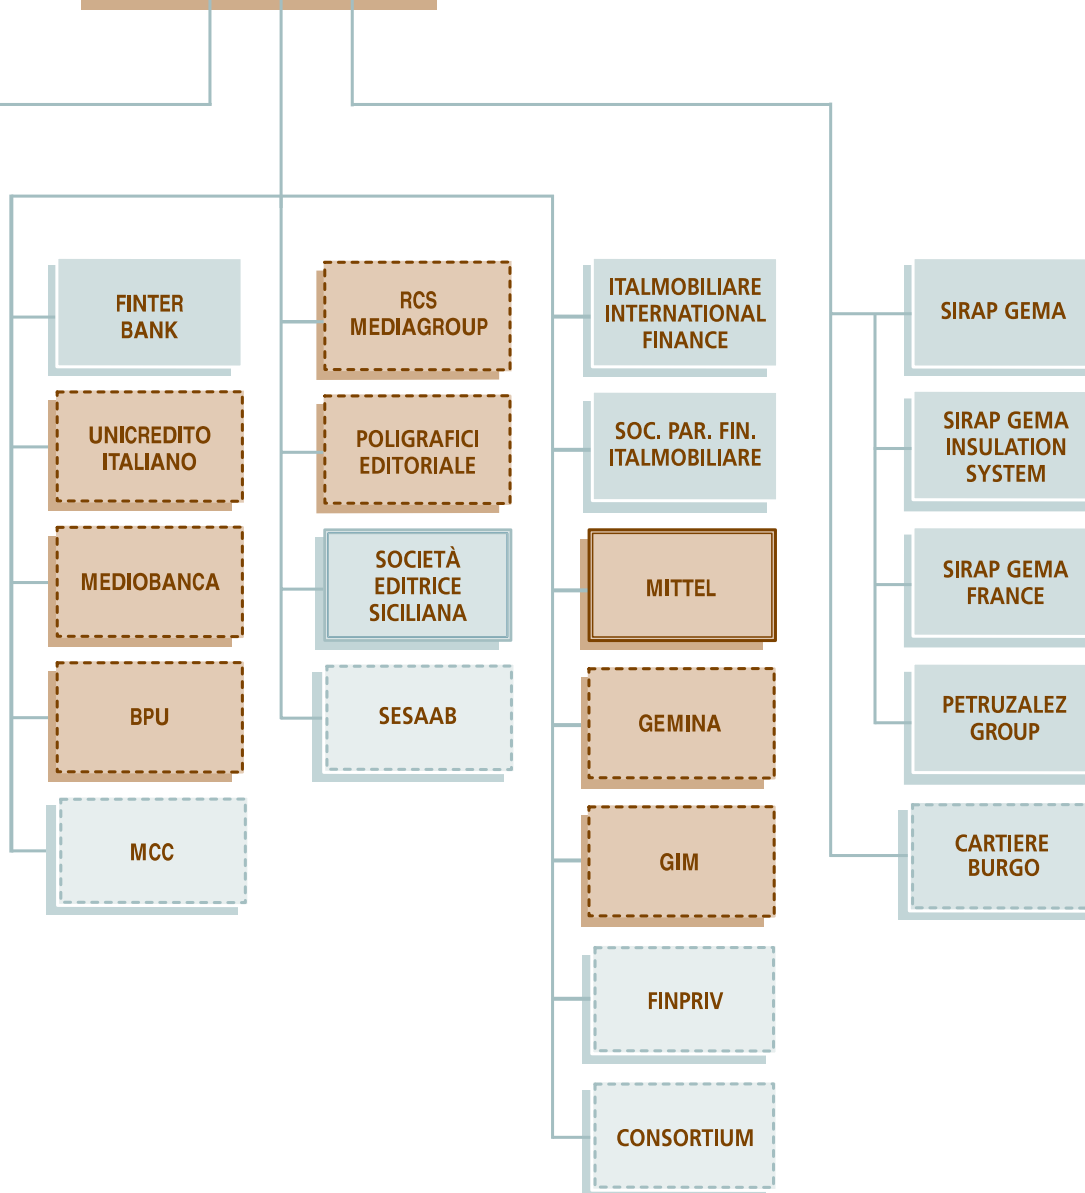 FINTER
BANK
UNICREDITO
ITALIANO
MEDIOBANCA
BPU
MCC
RCS
MEDIAGROUP
POLIGRAFICI
EDITORIALE
SOCIETÀ
EDITRICE
SICILIANA
SESAAB
ITALMOBILIARE
INTERNATIONAL
FINANCE
SOC. PAR. FIN.
ITALMOBILIARE
MITTEL
GEMINA
GIM
FINPRIV
CONSORTIUM
SIRAP GEMA
SIRAP GEMA
INSULATION
SYSTEM
SIRAP GEMA
FRANCE
PETRUZALEZ
GROUP
CARTIERE
BURGO